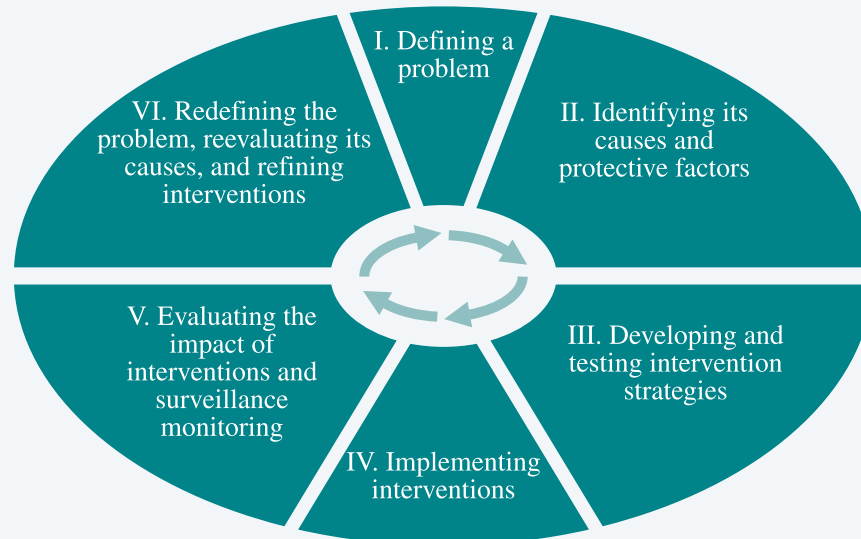 I. Defining a
problem
II. Identifying its
causes and
protective factors
III. Developing and
testing intervention
strategies
IV. Implementing
interventions
V. Evaluating the
impact of
interventions and
surveillance
monitoring
VI. Redefining the
problem, reevaluating its
causes, and refining
interventions